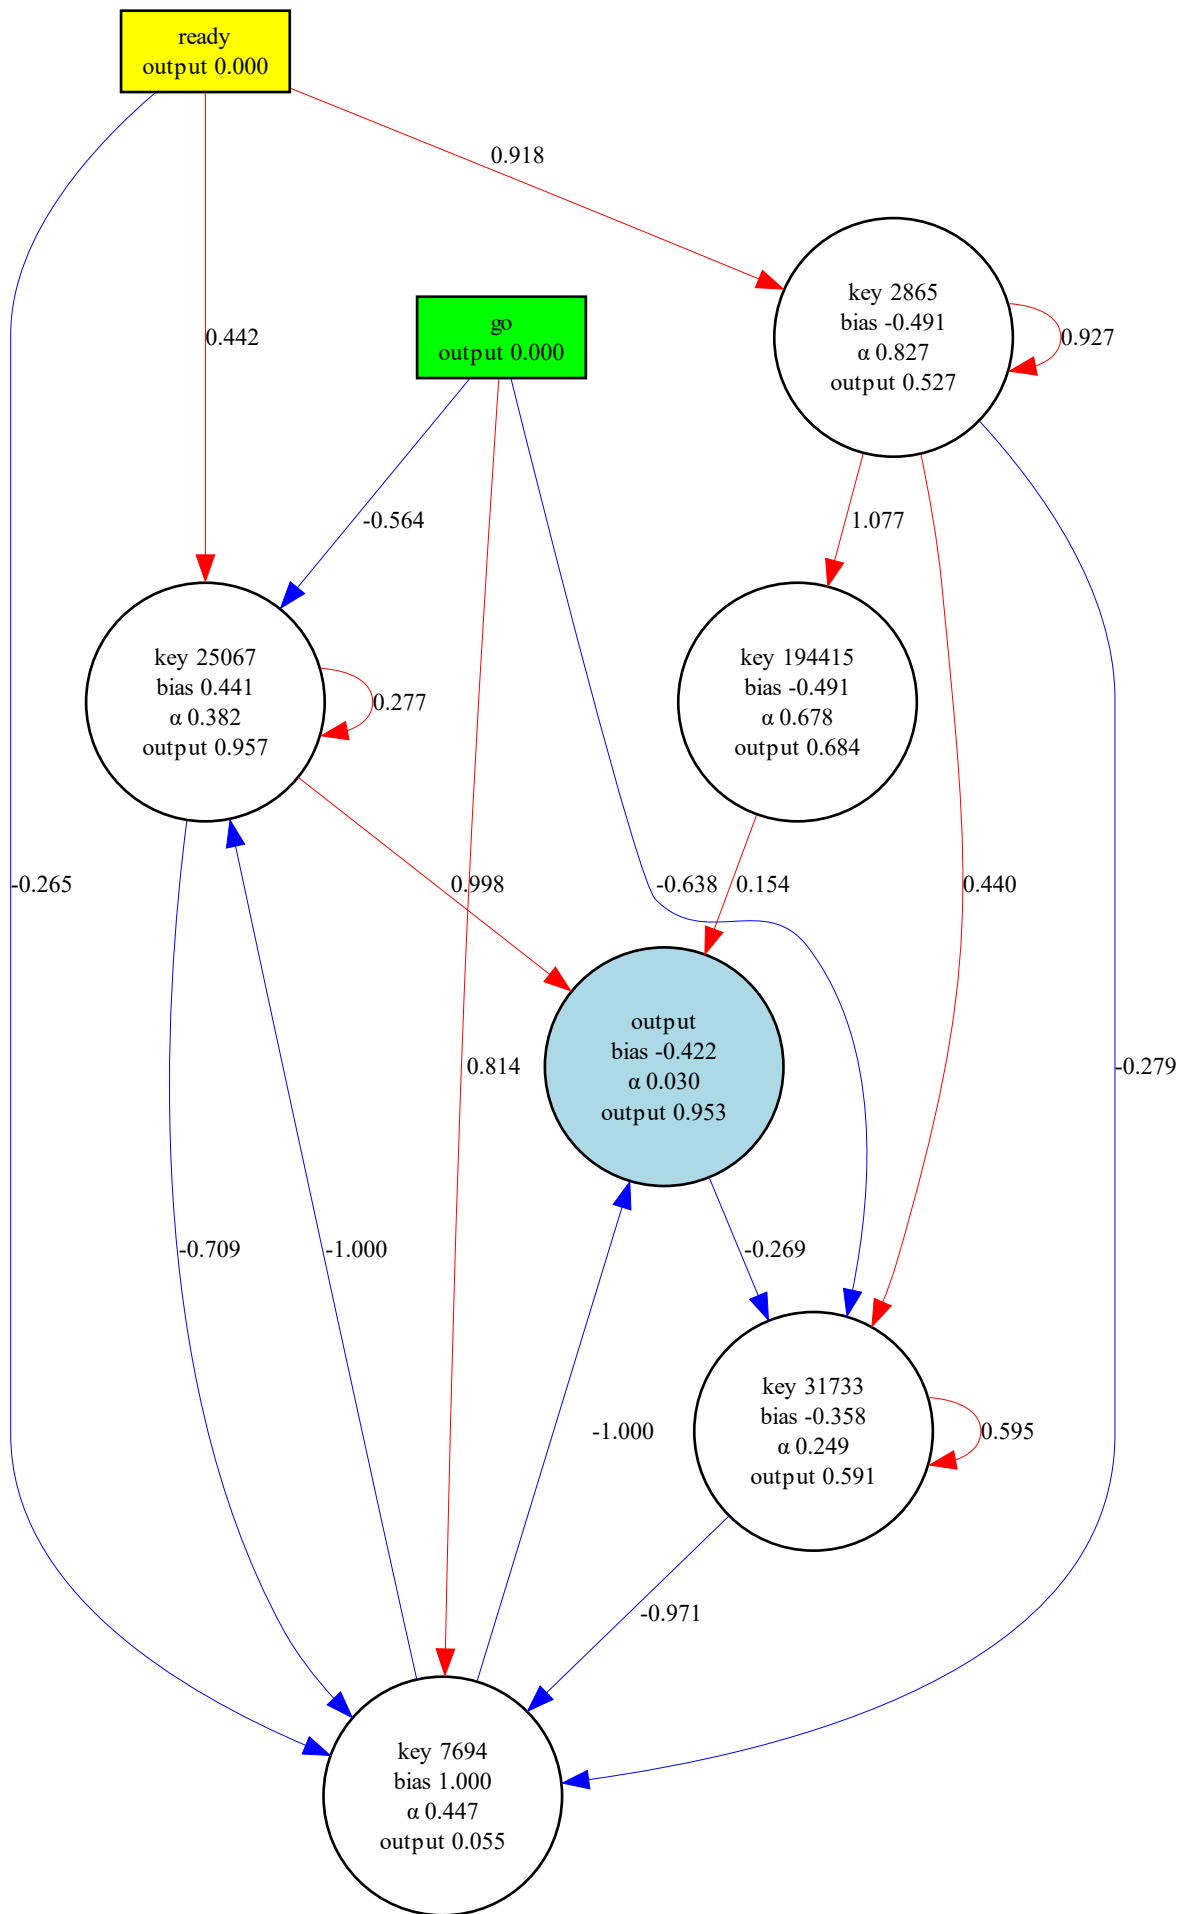 ready
output 0.000
0.918
key 2865
bias -0.491
α 0.827
output 0.527
0.927
0.442
go
output 0.000
-0.564
1.077
key 25067
bias 0.441
α 0.382
output 0.957
0.277
key 194415
bias -0.491
α 0.678
output 0.684
-0.265
0.998
-0.638
0.154
0.440
output
bias -0.422
α 0.030
output 0.953
0.814
-0.279
-0.709
-1.000
-0.269
key 31733
bias -0.358
α 0.249
output 0.591
0.595
-1.000
-0.971
key 7694
bias 1.000
α 0.447
output 0.055